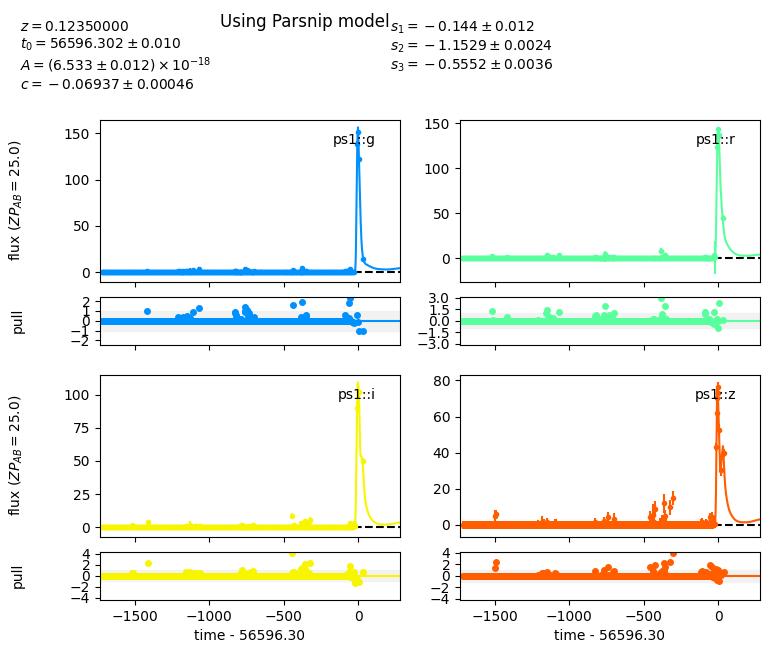 Using Parsnip model
z = 0.12350000
t0 = 56596.302 ± 0.010
A = (6.533 ± 0.012) × 10^−18
c = −0.06937 ± 0.00046
s1 = −0.144 ± 0.012
s2 = −1.1529 ± 0.0024
s3 = −0.5552 ± 0.0036
flux (ZP_AB = 25.0)
150
100
50
0
ps1::g
150
100
50
0
ps1::r
pull
2
1
0
−1
−2
3.0
1.5
0.0
−1.5
−3.0
flux (ZP_AB = 25.0)
100
75
50
25
0
ps1::i
80
60
40
20
0
ps1::z
pull
4
2
0
−2
−4
4
2
0
−2
−4
−1500 −1000 −500 0
−1500 −1000 −500 0
time - 56596.30
time - 56596.30